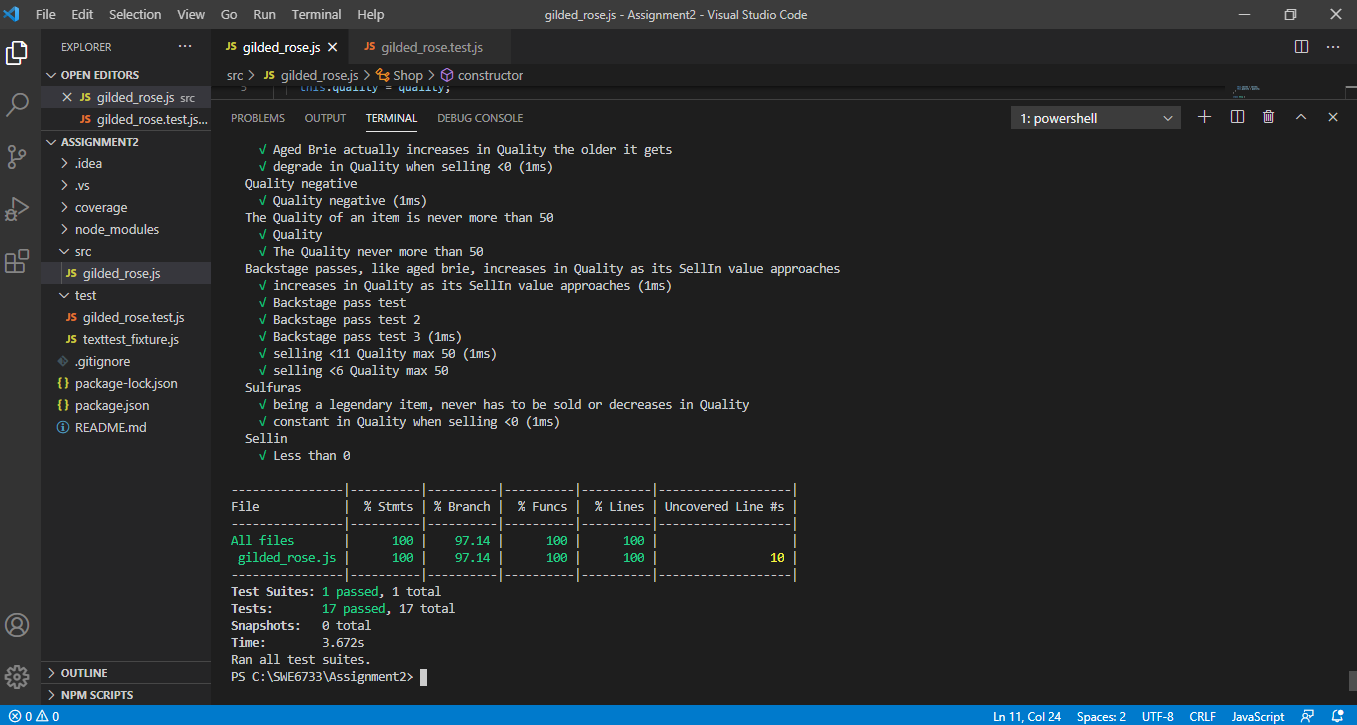 File Edit Selection View Go Run Terminal Help gilded_rose.js - Assignment2 - Visual Studio Code
EXPLORER
OPEN EDITORS
JS gilded_rose.js src
JS gilded_rose.test.js...
ASSIGNMENT2
.idea
.vs
coverage
node_modules
src
JS gilded_rose.js
test
JS gilded_rose.test.js
JS texttest_fixture.js
.gitignore
{} package-lock.json
{} package.json
README.md
OUTLINE
NPM SCRIPTS
JS gilded_rose.js JS gilded_rose.test.js
src > JS gilded_rose.js > Shop > constructor
5 this.quality = quality;
PROBLEMS OUTPUT TERMINAL DEBUG CONSOLE 1: powershell
√ Aged Brie actually increases in Quality the older it gets
√ degrade in Quality when selling <0 (1ms)
Quality negative
√ Quality negative (1ms)
The Quality of an item is never more than 50
√ Quality
√ The Quality never more than 50
Backstage passes, like aged brie, increases in Quality as its SellIn value approaches
√ increases in Quality as its SellIn value approaches (1ms)
√ Backstage pass test
√ Backstage pass test 2
√ Backstage pass test 3 (1ms)
√ selling <11 Quality max 50 (1ms)
√ selling <6 Quality max 50
Sulfuras
√ being a legendary item, never has to be sold or decreases in Quality
√ constant in Quality when selling <0 (1ms)
Sellin
√ Less than 0
----------------|----------|----------|----------|----------|-------------------|
File | % Stmts | % Branch | % Funcs | % Lines | Uncovered Line #s |
----------------|----------|----------|----------|----------|-------------------|
All files | 100 | 97.14 | 100 | 100 | |
gilded_rose.js | 100 | 97.14 | 100 | 100 | 10 |
----------------|----------|----------|----------|----------|-------------------|
Test Suites: 1 passed, 1 total
Tests: 17 passed, 17 total
Snapshots: 0 total
Time: 3.672s
Ran all test suites.
PS C:\SWE6733\Assignment2>
0 0 Ln 11, Col 24 Spaces: 2 UTF-8 CRLF JavaScript